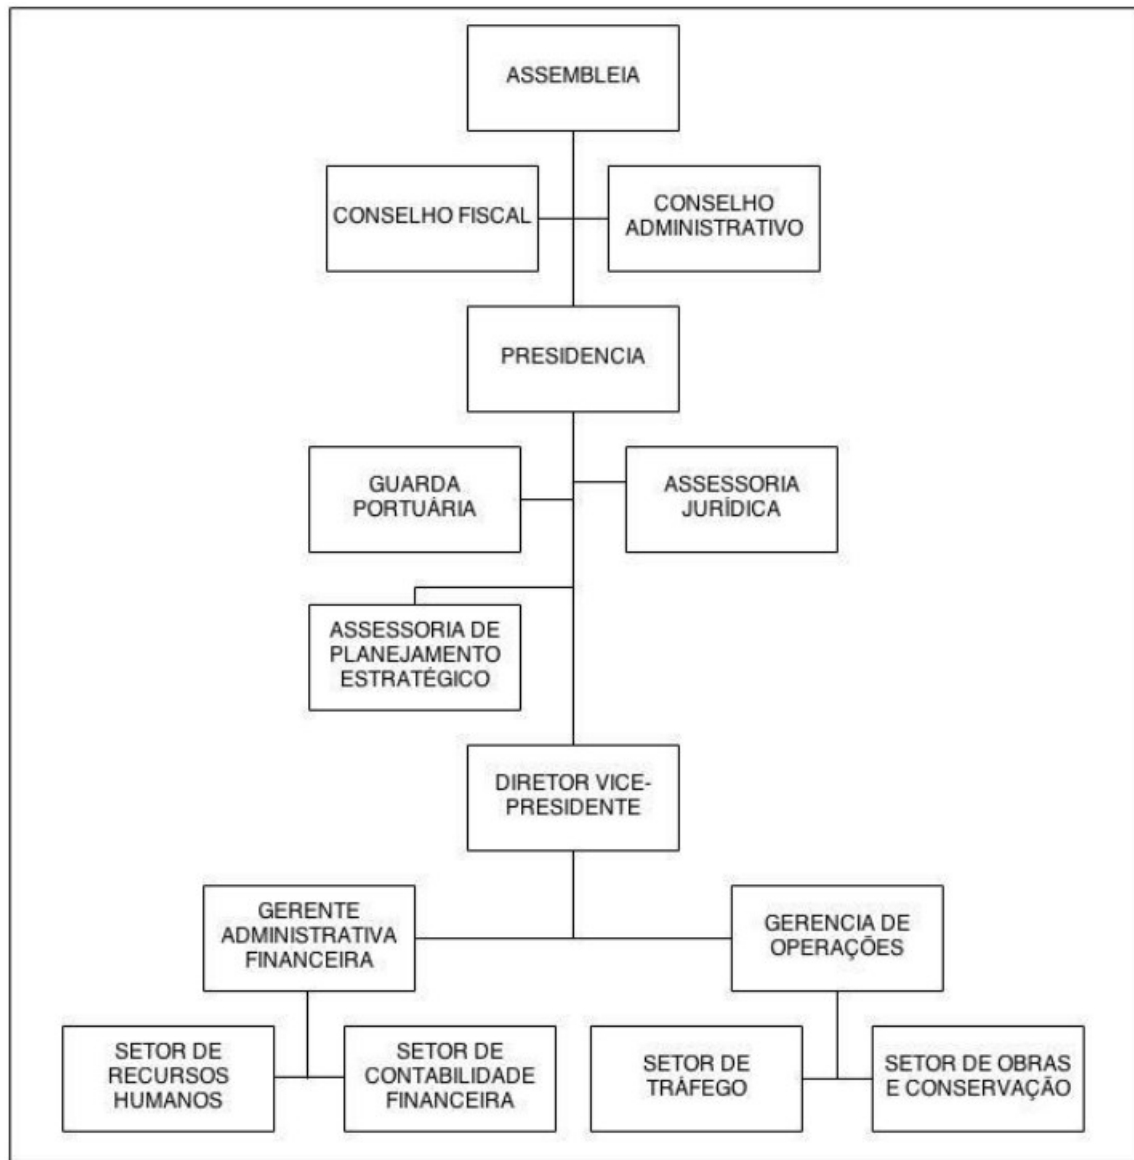 ASSEMBLEIA
CONSELHO FISCAL
CONSELHO
ADMINISTRATIVO
PRESIDENCIA
GUARDA
PORTUÁRIA
ASSESSORIA
JURÍDICA
ASSESSORIA DE
PLANEJAMENTO
ESTRATÉGICO
DIRETOR VICE-
PRESIDENTE
GERENTE
ADMINISTRATIVA
FINANCEIRA
GERENCIA DE
OPERAÇÕES
SETOR DE
RECURSOS
HUMANOS
SETOR DE
CONTABILIDADE
FINANCEIRA
SETOR DE
TRÁFEGO
SETOR DE OBRAS
E CONSERVAÇÃO